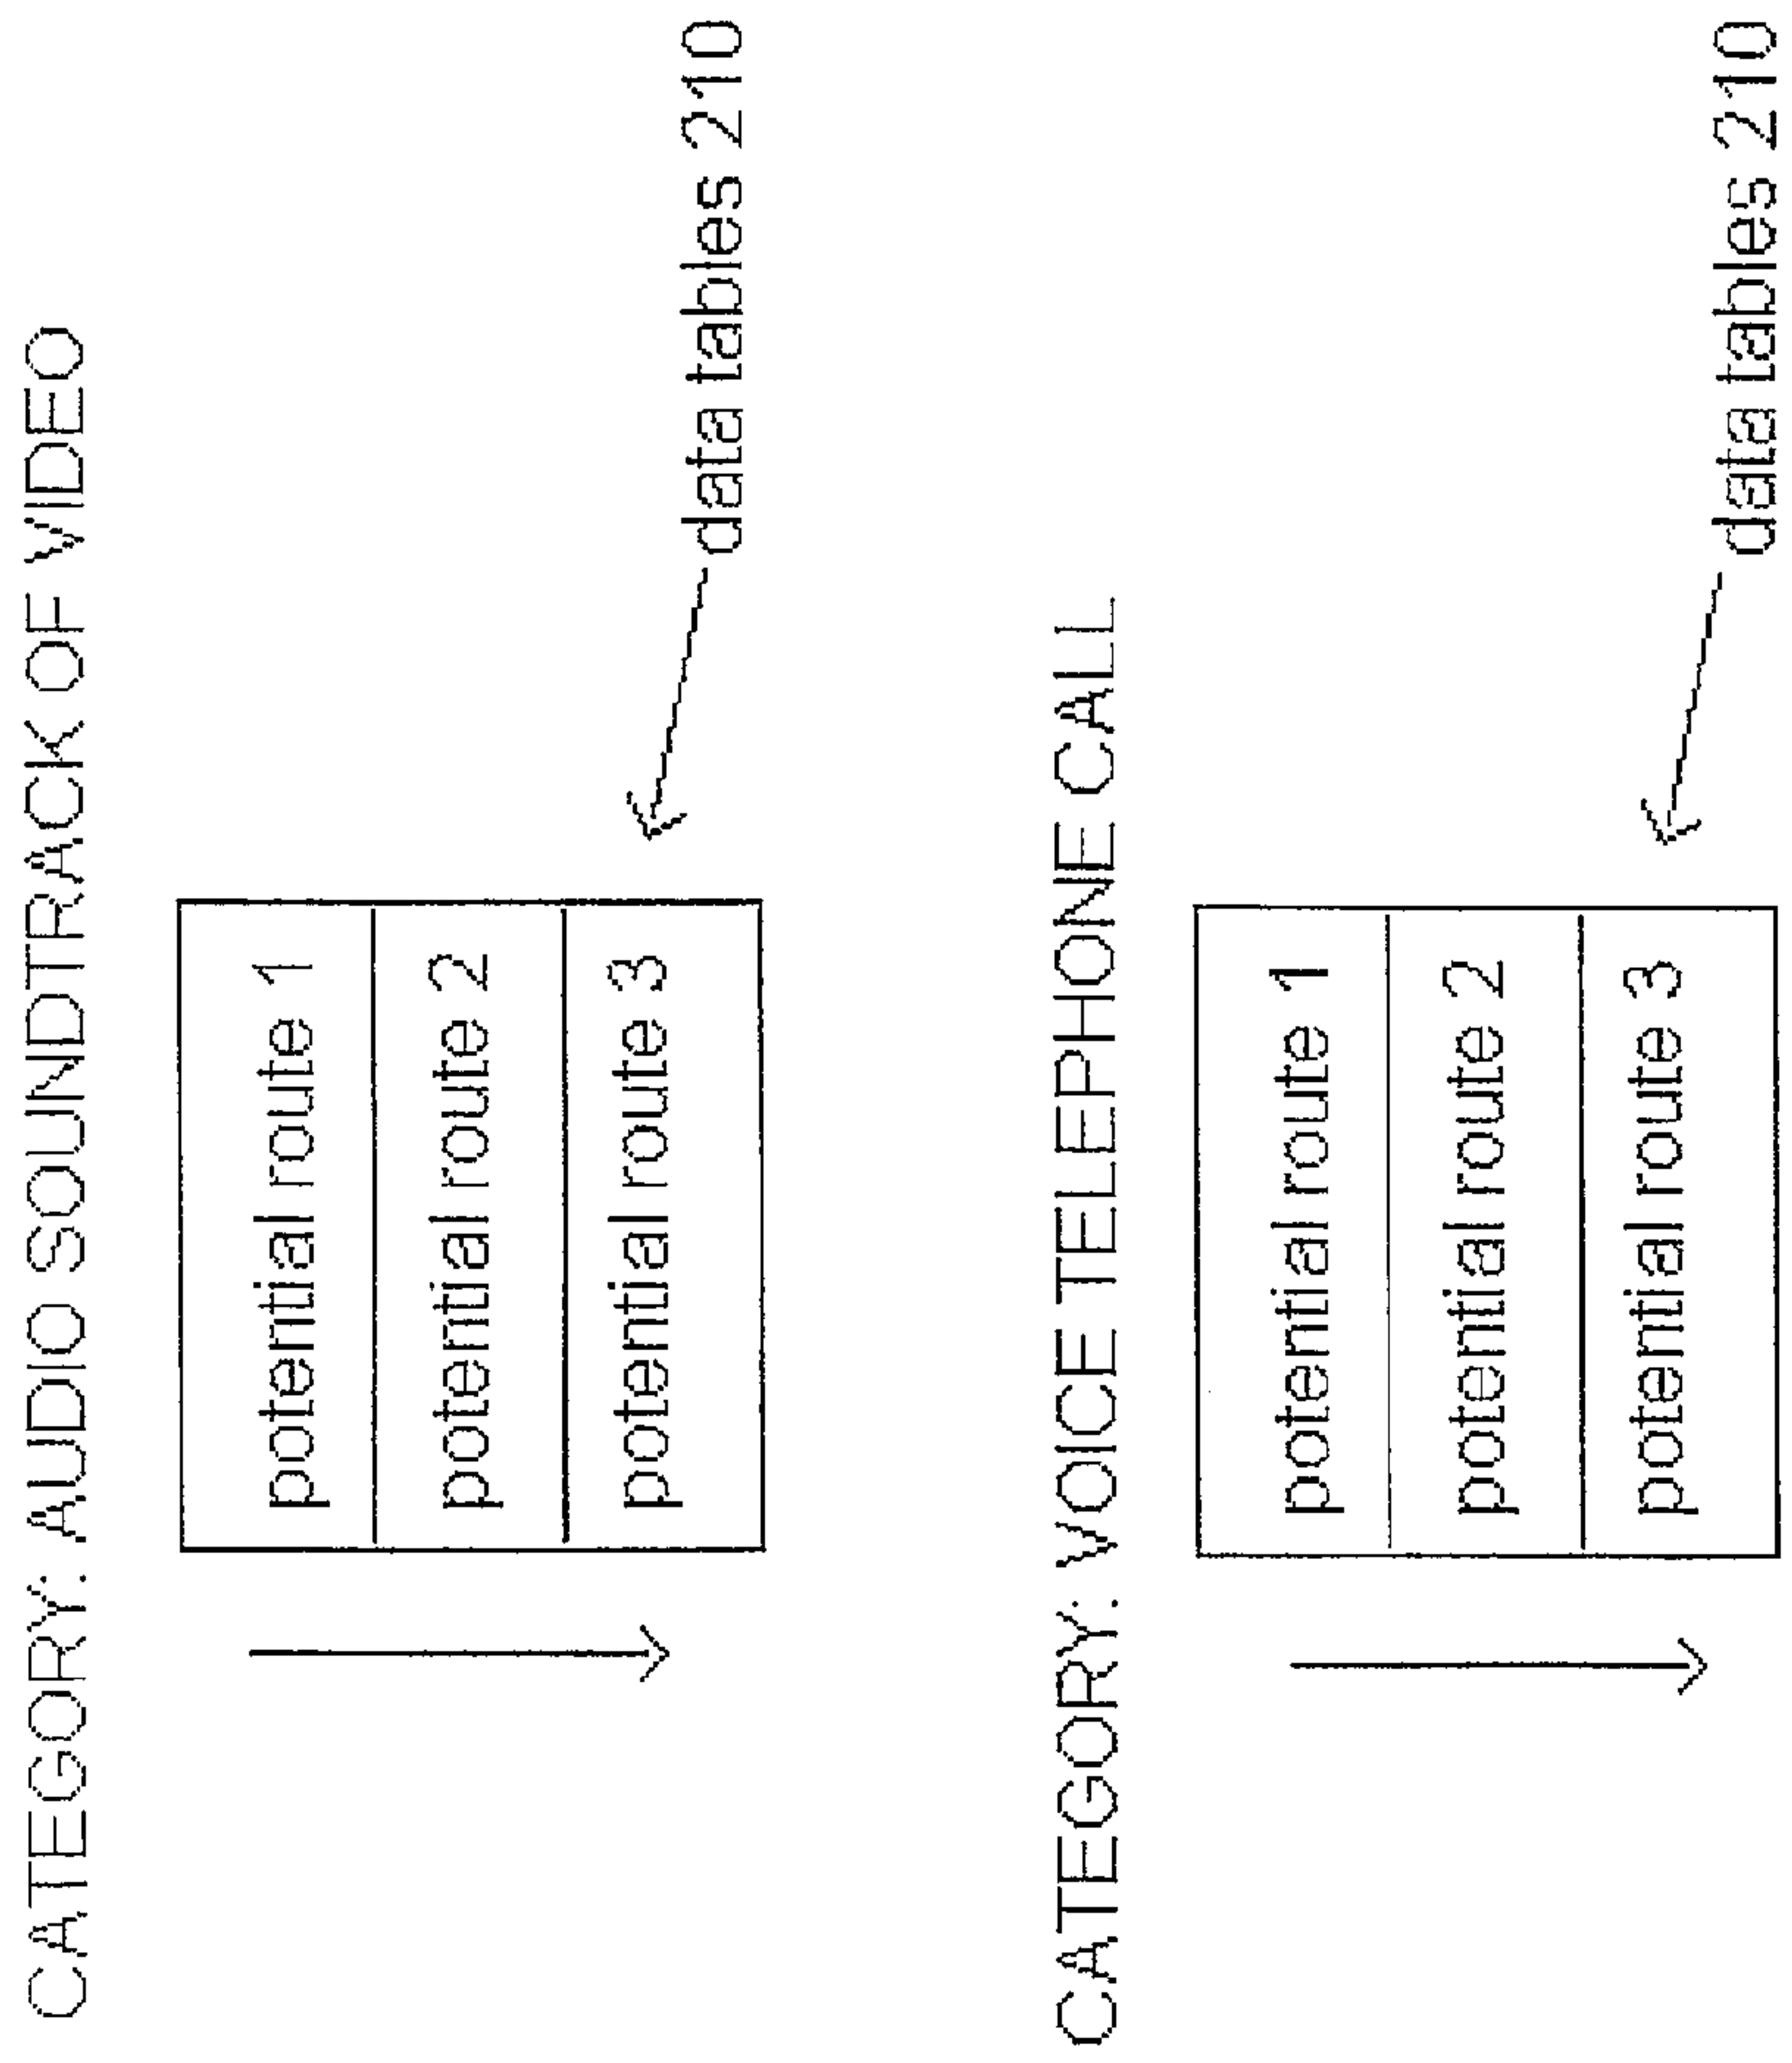 CATEGORY: AUDIO SOUNDTRACK OF VIDEO
potential route 1
potential route 2
potential route 3
data tables 210
CATEGORY: VOICE TELEPHONE CALL
potential route 1
potential route 2
potential route 3
data tables 210